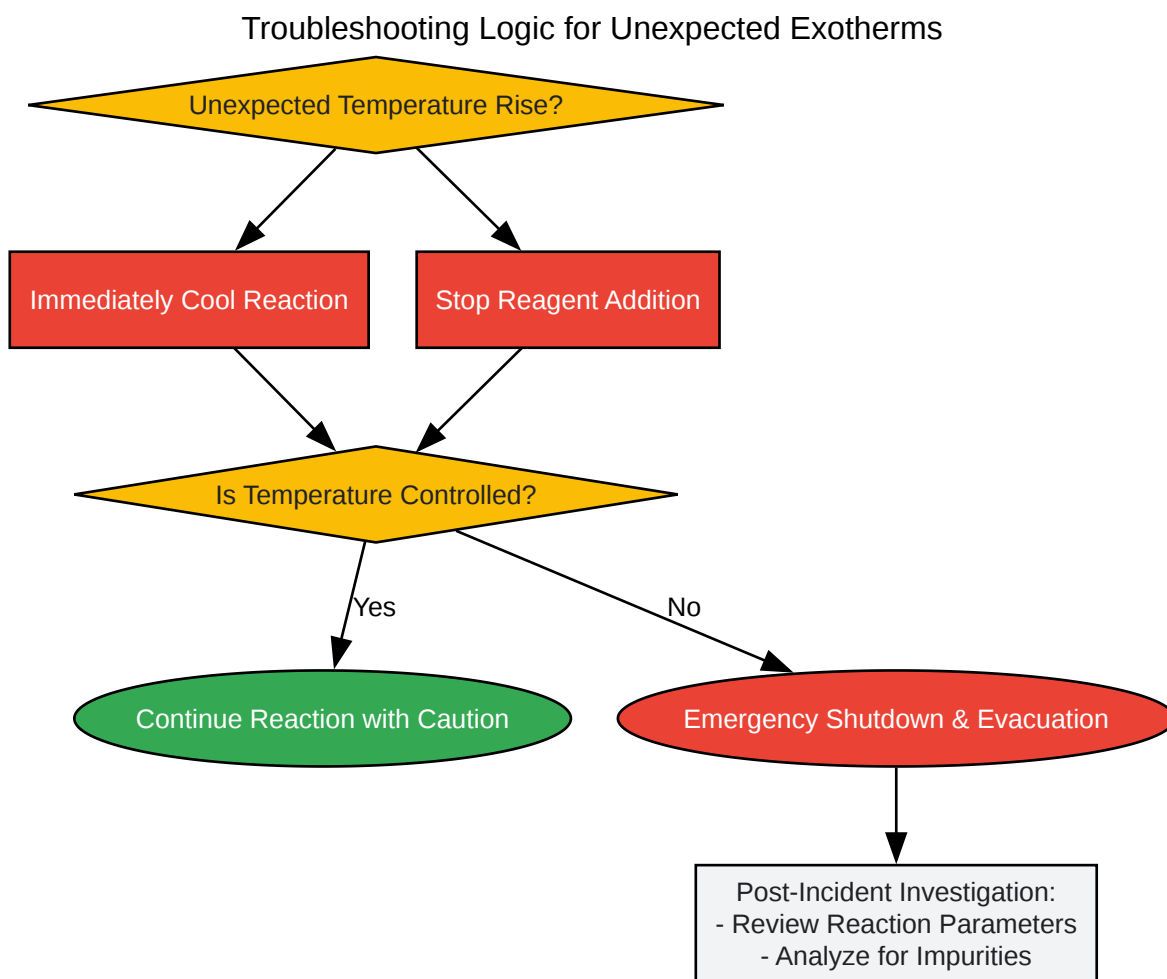 Troubleshooting Logic for Unexpected Exotherms
Unexpected Temperature Rise?
Immediately Cool Reaction
Stop Reagent Addition
Is Temperature Controlled?
Yes
No
Continue Reaction with Caution
Emergency Shutdown & Evacuation
Post-Incident Investigation:
- Review Reaction Parameters
- Analyze for Impurities